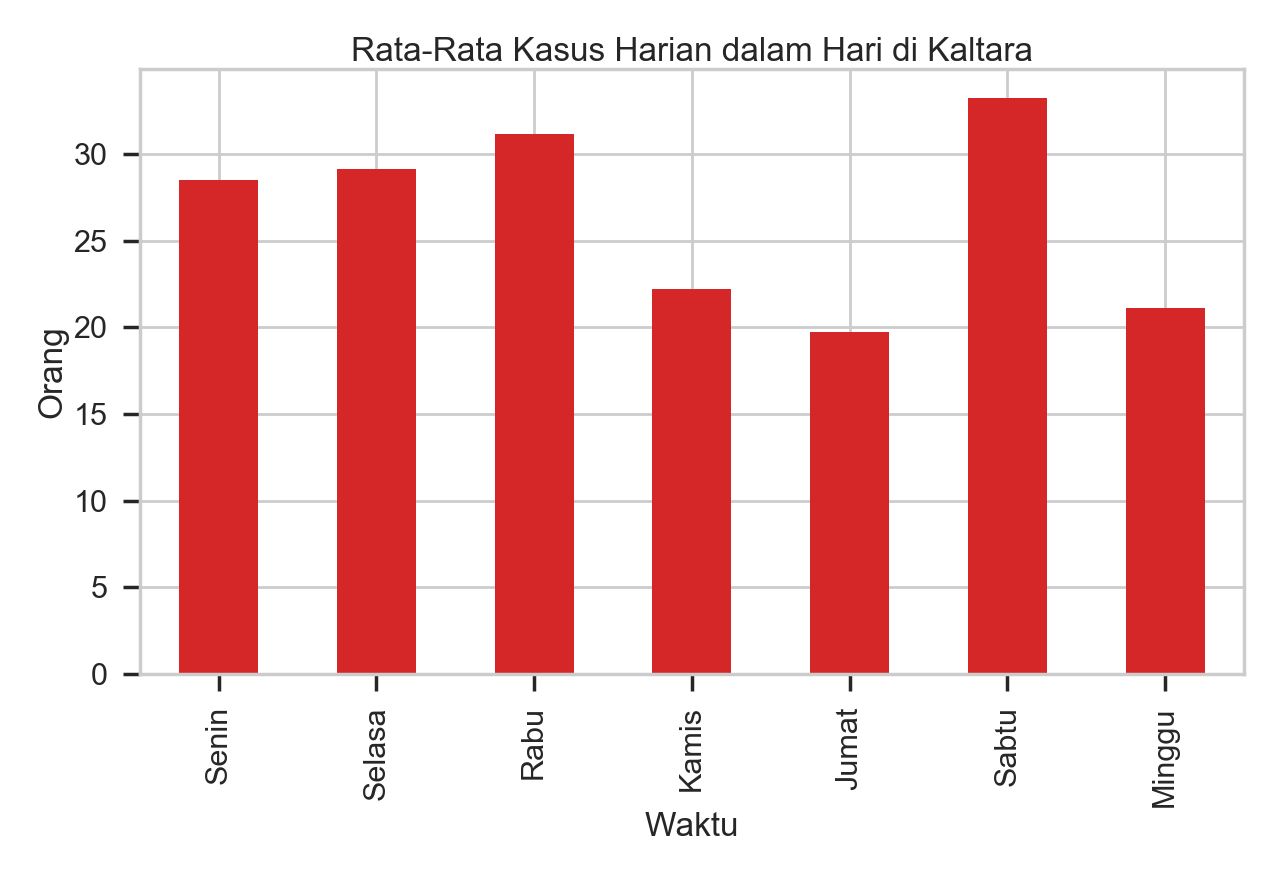 Rata-Rata Kasus Harian dalam Hari di Kaltara
Orang
30
25
20
15
10
5
0
Senin
Selasa
Rabu
Kamis
Jumat
Sabtu
Minggu
Waktu